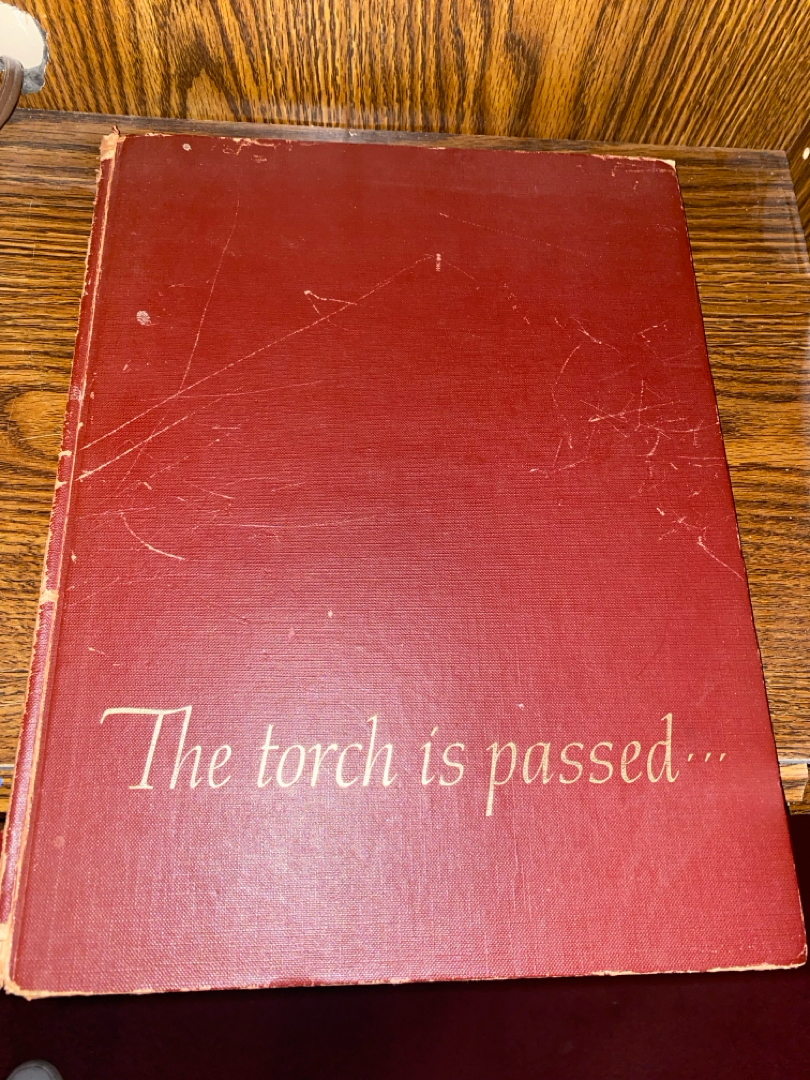 The torch is passed...